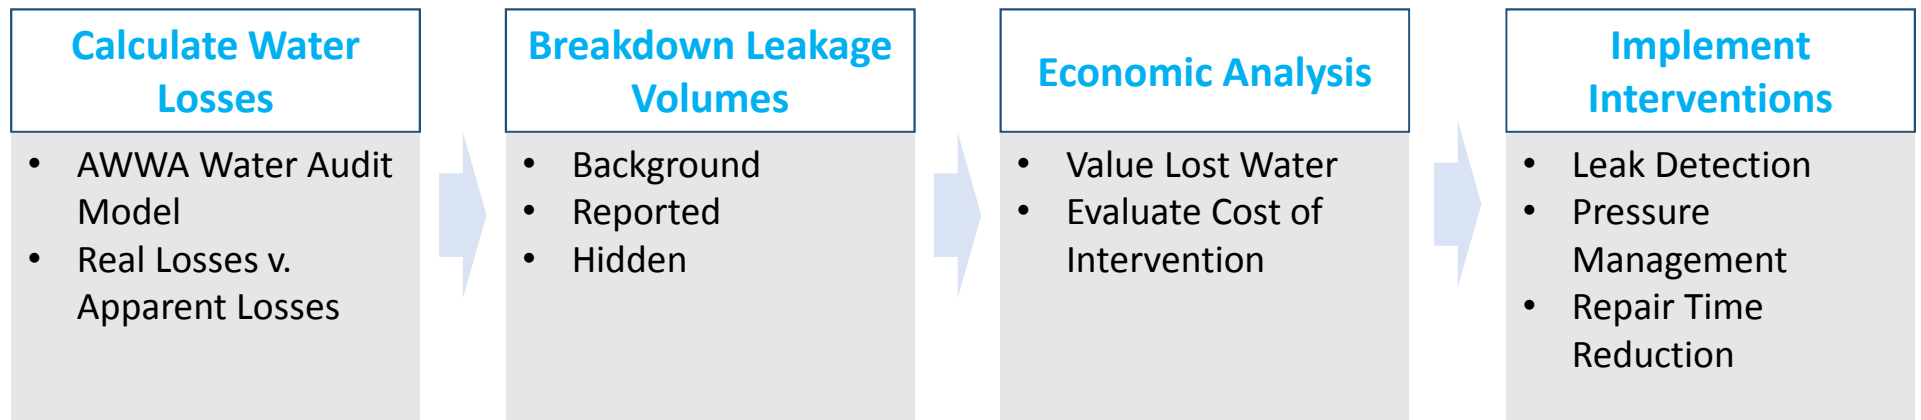 Calculate Water
Losses
• AWWA Water Audit
Model
• Real Losses v.
Apparent Losses
Breakdown Leakage
Volumes
• Background
• Reported
• Hidden
Economic Analysis
• Value Lost Water
• Evaluate Cost of
Intervention
Implement
Interventions
• Leak Detection
• Pressure
Management
• Repair Time
Reduction